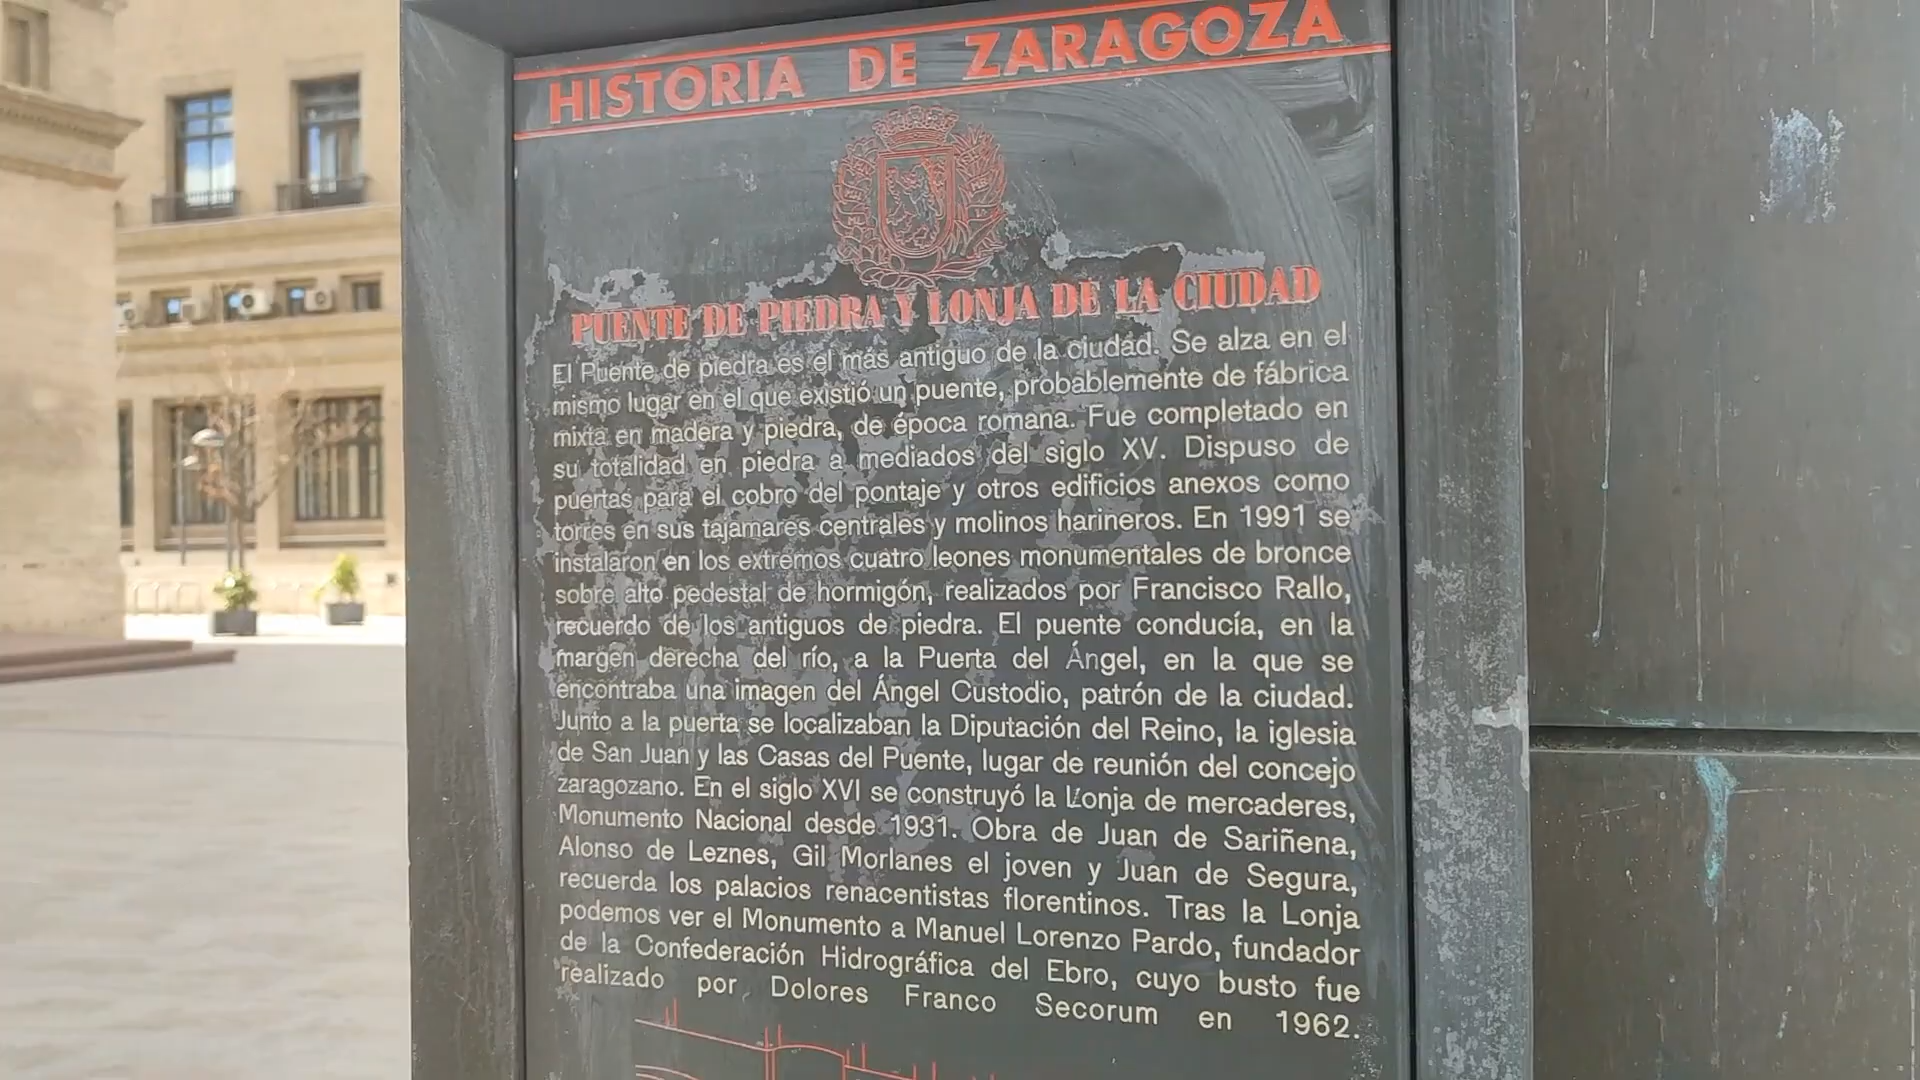 HISTORIA DE ZARAGOZA
PUENTE DE PIEDRA Y LONJA DE LA CIUDAD
El Puente de piedra es el más antiguo de la ciudad. Se alza en el
mismo lugar en el que existió un puente, probablemente de fábrica
mixta en madera y piedra, de época romana. Fue completado en
su totalidad en piedra a mediados del siglo XV. Dispuso de
puertas para el cobro del pontaje y otros edificios anexos como
torres en sus tajamares centrales y molinos harineros. En 1991 se
instalaron en los extremos cuatro leones monumentales de bronce
sobre alto pedestal de hormigón, realizados por Francisco Rallo,
recuerdo de los antiguos de piedra. El puente conducía, en la
margen derecha del río, a la Puerta del Ángel, en la que se
encontraba una imagen del Ángel Custodio, patrón de la ciudad.
Junto a la puerta se localizaban la Diputación del Reino, la iglesia
de San Juan y las Casas del Puente, lugar de reunión del concejo
zaragozano. En el siglo XVI se construyó la Lonja de mercaderes,
Monumento Nacional desde 1931. Obra de Juan de Sariñena,
Alonso de Leznes, Gil Morlanes el joven y Juan de Segura,
recuerda los palacios renacentistas florentinos. Tras la Lonja
podemos ver el Monumento a Manuel Lorenzo Pardo, fundador
de la Confederación Hidrográfica del Ebro, cuyo busto fue
realizado por Dolores Franco Secorum en 1962.